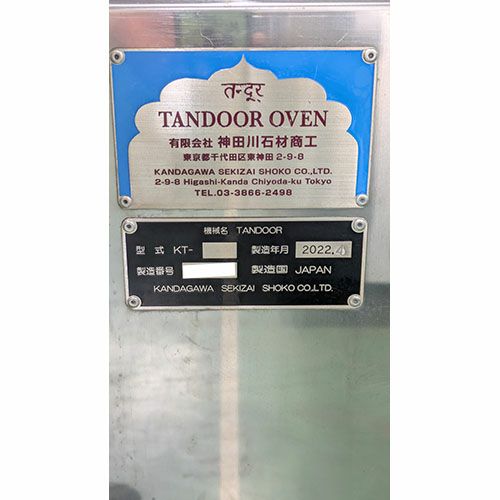 तन्दूर
TANDOOR OVEN
有限会社 神田川石材商工
東京都千代田区東神田2-9-8
KANDAGAWA SEKIZAI SHOKO CO.,LTD.
2-9-8 Higashi-Kanda Chiyoda-ku Tokyo
TEL.03-3866-2498
機械名 TANDOOR
型式 KT- 製造年月 2022.4
製造番号 製造国 JAPAN
KANDAGAWA SEKIZAI SHOKO CO.,LTD.